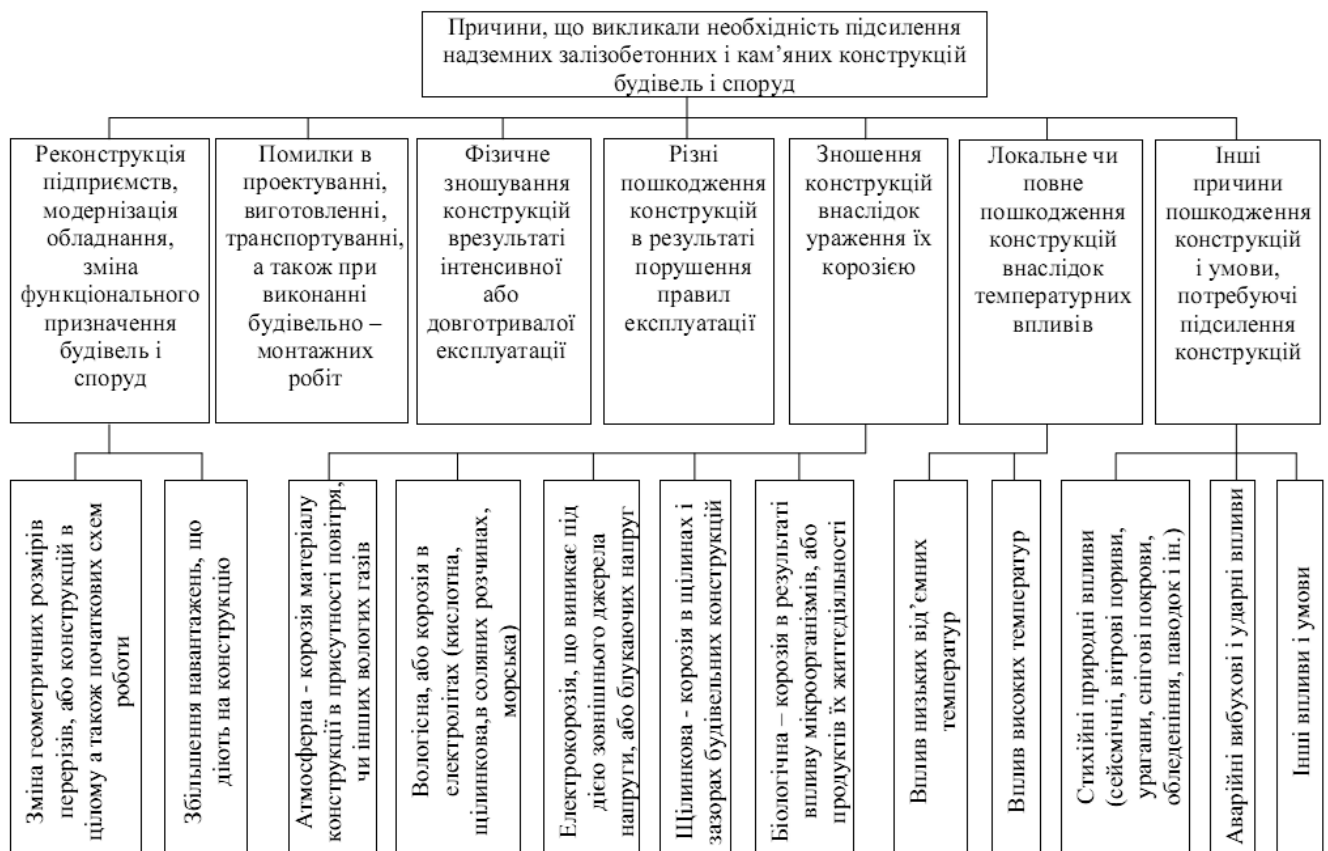 Причини, що викликали необхідність підсилення
надземних залізобетонних і кам’яних конструкцій
будівель і споруд
Реконструкція
підприємств,
модернізація
обладнання,
зміна
функціонального
призначення
будівель і
споруд
Помилки в
проектуванні,
виготовленні,
транспортуванні,
а також при
виконанні
будівельно –
монтажних
робіт
Фізичне
зношування
конструкцій
врезультаті
інтенсивної
або
довготривалої
експлуатації
Різні
пошкодження
конструкцій
в результаті
порушення
правил
експлуатації
Зношення
конструкцій
внаслідок
ураження їх
корозією
Локальне чи
повне
пошкодження
конструкцій
внаслідок
температурних
впливів
Інші
причини
пошкодження
конструкцій
і умови,
потребуючі
підсилення
конструкцій
Зміна геометричних розмірів
перерізів, або конструкцій в
цілому а також початкових схем
роботи
Збільшення навантажень, що
діють на конструкцію
Атмосферна - корозія матеріалу
конструкції в присутності повітря,
чи інших вологих газів
Вологісна, або корозія в
електролітах (кислотна,
щілинкова,в соляних розчинах,
морська)
Електрокорозія, що виникає під
дією зовнішнього джерела
напруги, або блукаючих напруг
Щілинкова - корозія в щілинах і
зазорах будівельних конструкцій
Біологічна – корозія в результаті
впливу мікроорганізмів, або
продуктів їх життєдіяльності
Вплив низьких від’ємних
температур
Вплив високих температур
Стихійні природні впливи
(сейсмічні, вітрові пориви,
урагани, снігові покрови,
обледеніння, паводок і ін.)
Аварійні вибухові і ударні впливи
Інші впливи і умови